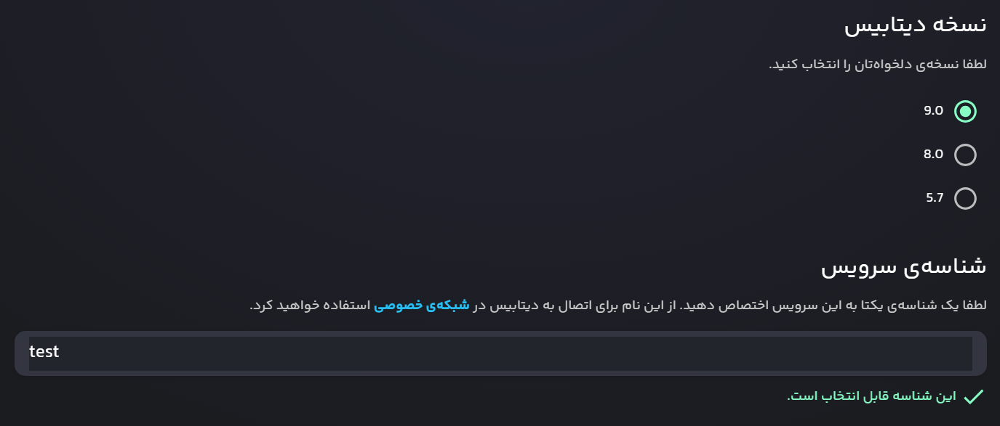 نسخه دیتابیس
لطفا نسخه‌ی دلخواه‌تان را انتخاب کنید.
9.0
8.0
5.7
شناسه‌ی سرویس
لطفا یک شناسه‌ی یکتا به این سرویس اختصاص دهید. از این نام برای اتصال به دیتابیس در شبکه‌ی خصوصی استفاده خواهید کرد.
test
این شناسه قابل انتخاب است.